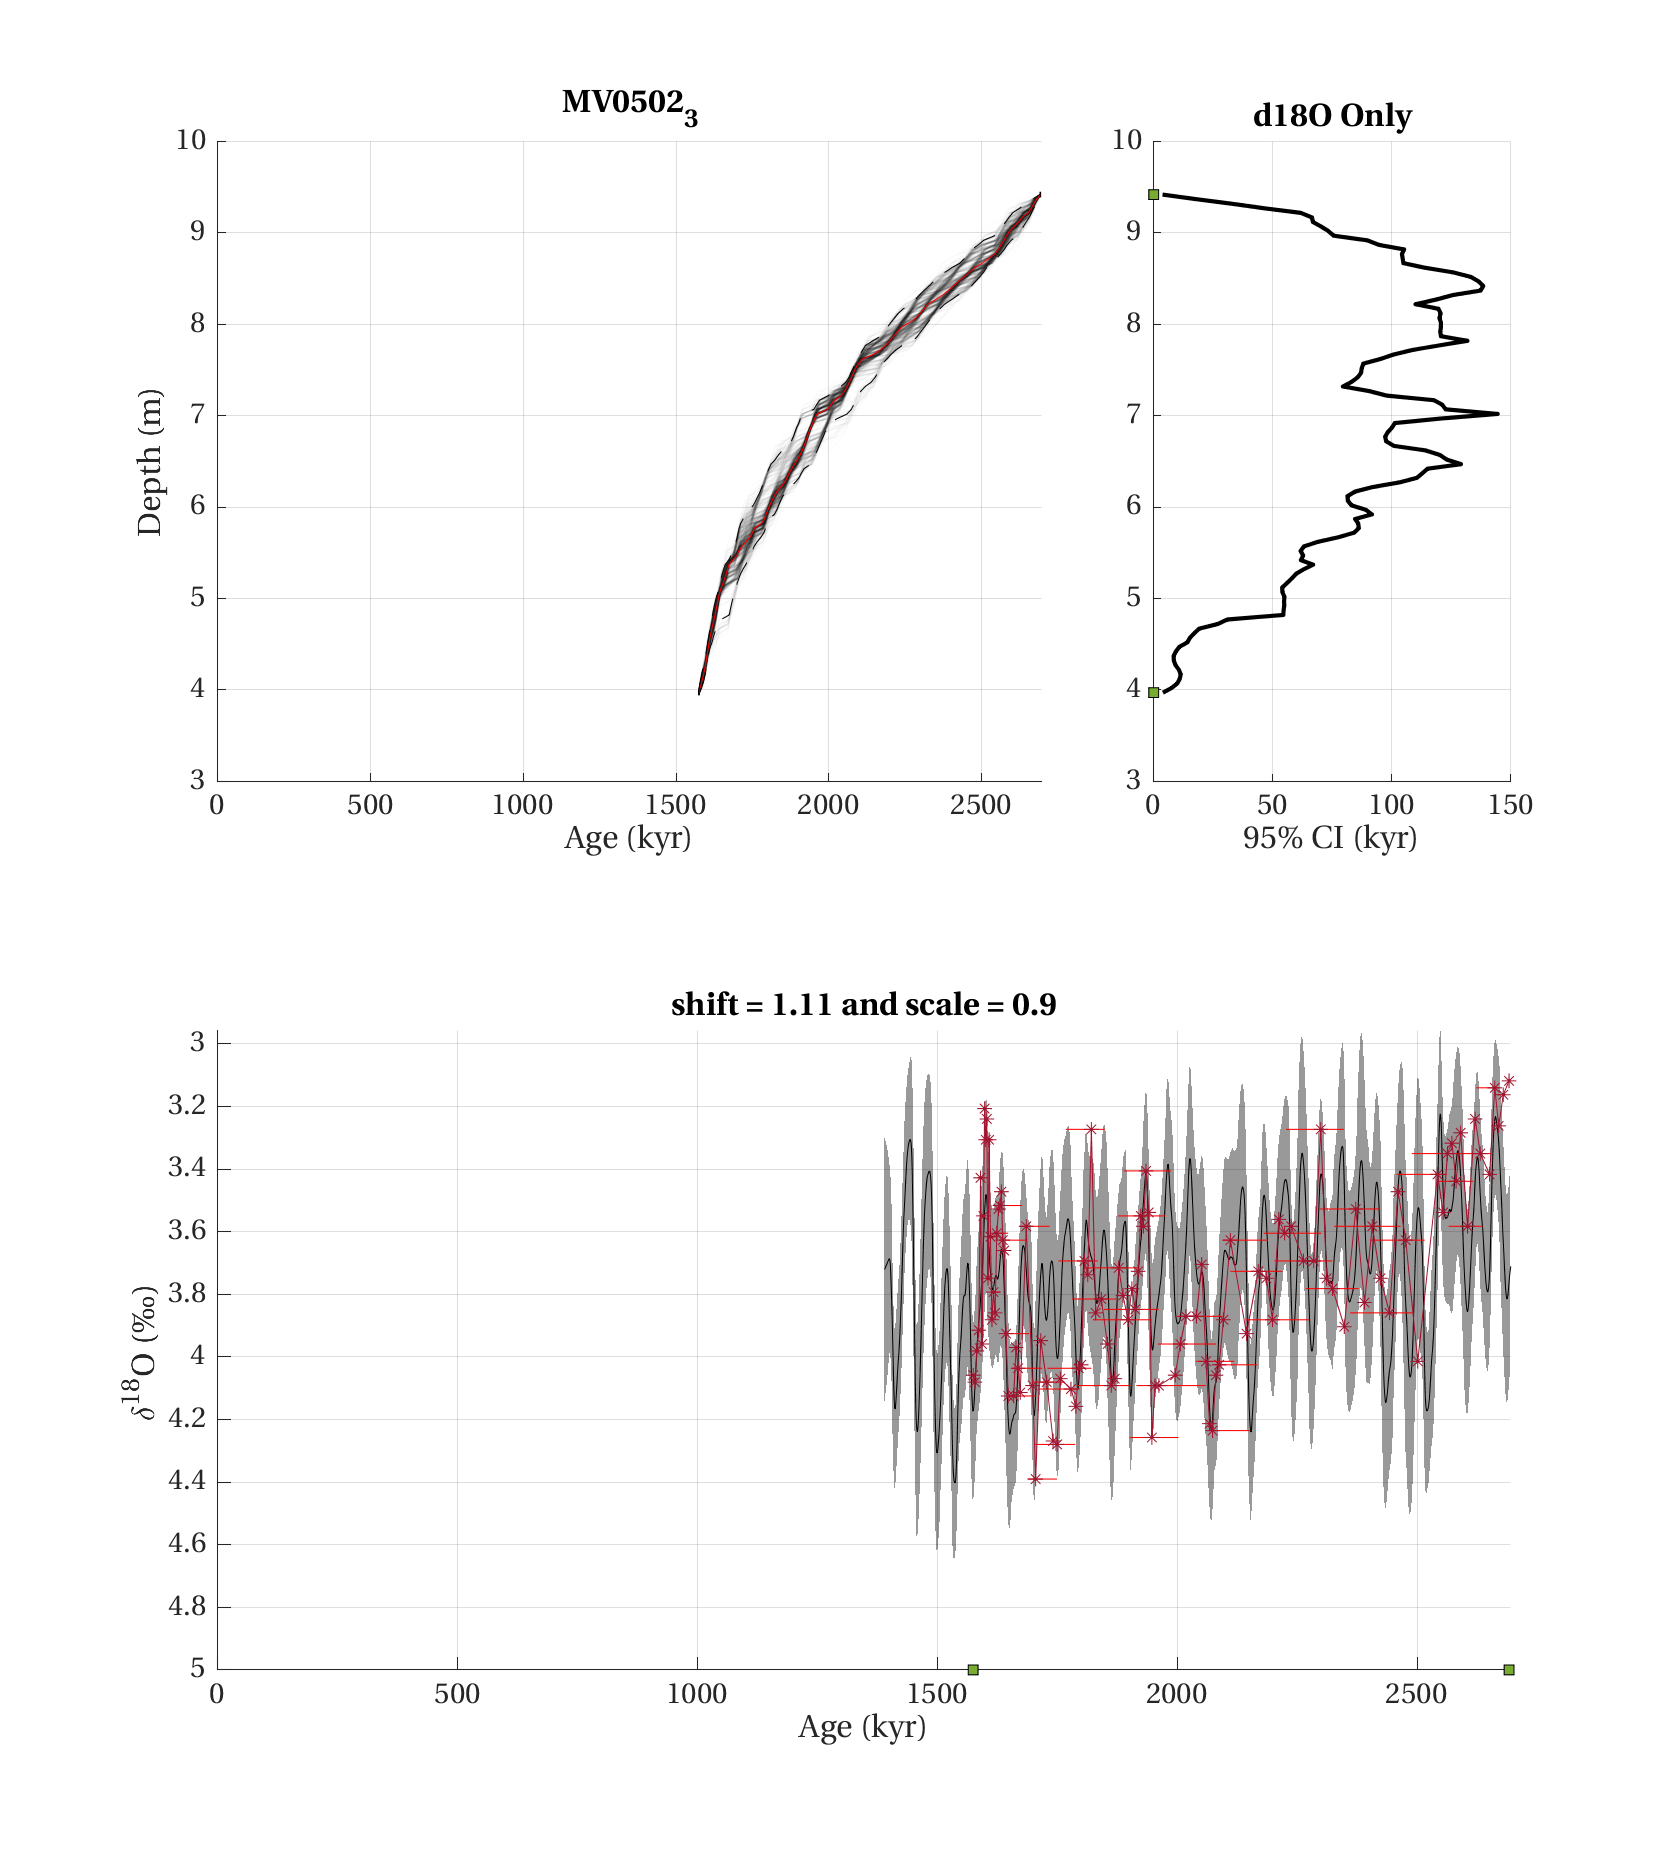 MV0502₃
d18O Only
10
9
8
7
6
5
4
3
Depth (m)
0 500 1000 1500 2000 2500
Age (kyr)
10
9
8
7
6
5
4
3
0 50 100 150
95% CI (kyr)
shift = 1.11 and scale = 0.9
3
3.2
3.4
3.6
3.8
4
4.2
4.4
4.6
4.8
5
δ¹⁸O (‰)
0 500 1000 1500 2000 2500
Age (kyr)